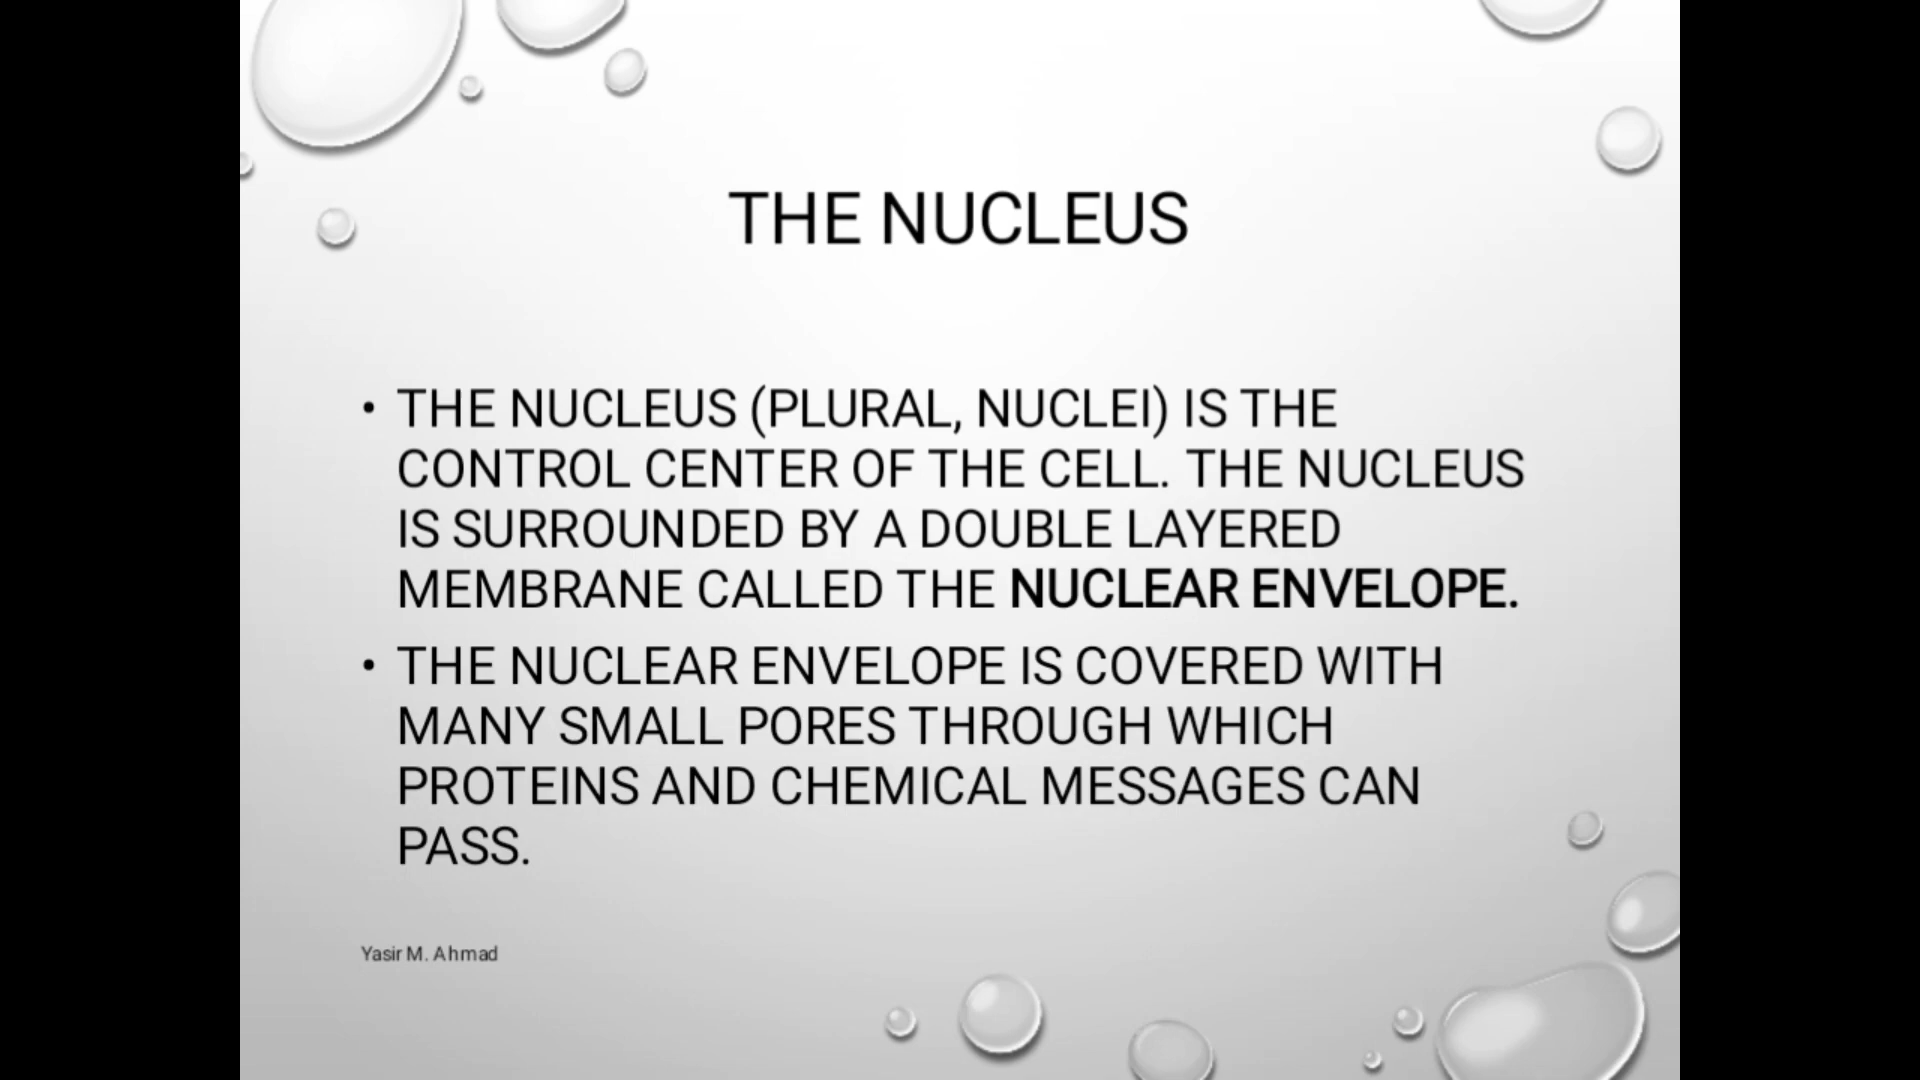 THE NUCLEUS
• THE NUCLEUS (PLURAL, NUCLEI) IS THE
CONTROL CENTER OF THE CELL. THE NUCLEUS
IS SURROUNDED BY A DOUBLE LAYERED
MEMBRANE CALLED THE NUCLEAR ENVELOPE.
• THE NUCLEAR ENVELOPE IS COVERED WITH
MANY SMALL PORES THROUGH WHICH
PROTEINS AND CHEMICAL MESSAGES CAN
PASS.
Yasir M. Ahmad